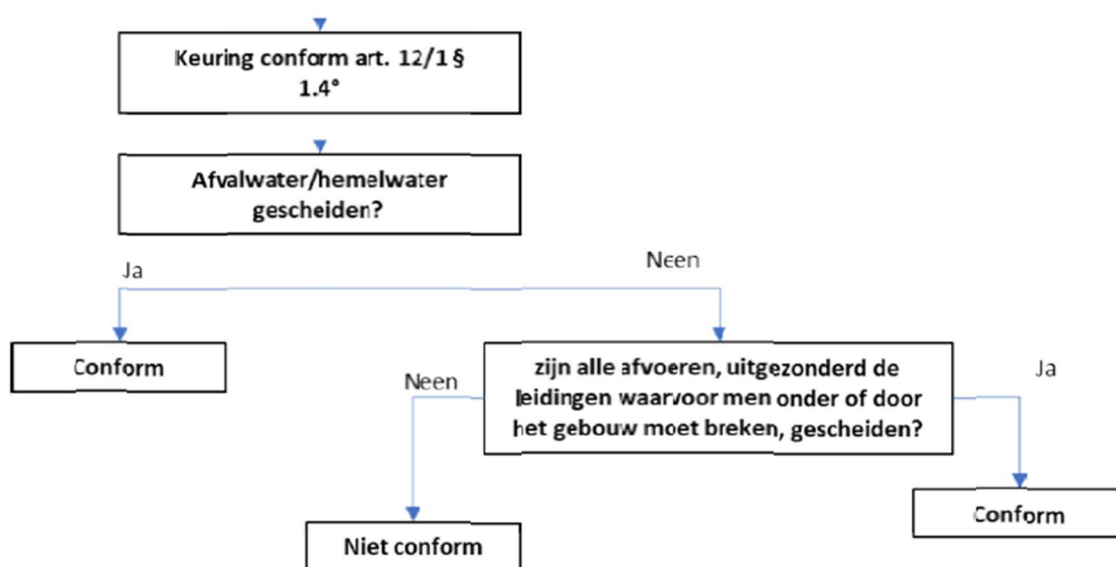 Keuring conform art. 12/1 §
1.4°
Afvalwater/hemelwater
gescheiden?
Ja
Neen
Conform
zijn alle afvoeren, uitgezonderd de
leidingen waarvoor men onder of door
het gebouw moet breken, gescheiden?
Neen
Ja
Conform
Niet conform